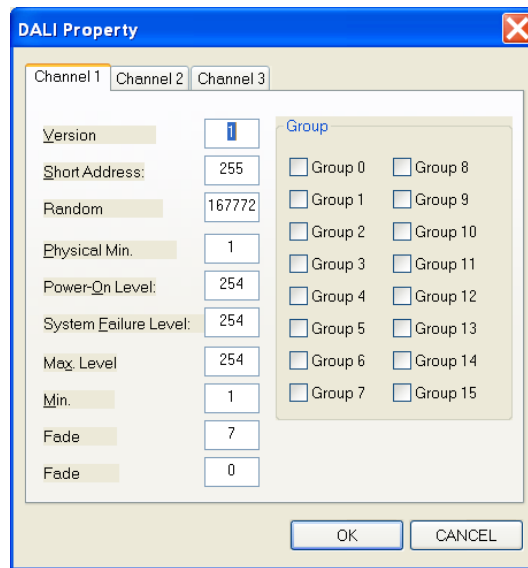 DALI Property
Channel 1 Channel 2 Channel 3
Version 1
Short Address: 255
Random 167772
Physical Min. 1
Power-On Level: 254
System Failure Level: 254
Max. Level 254
Min. 1
Fade 7
Fade 0
Group
Group 0 Group 8
Group 1 Group 9
Group 2 Group 10
Group 3 Group 11
Group 4 Group 12
Group 5 Group 13
Group 6 Group 14
Group 7 Group 15
OK CANCEL